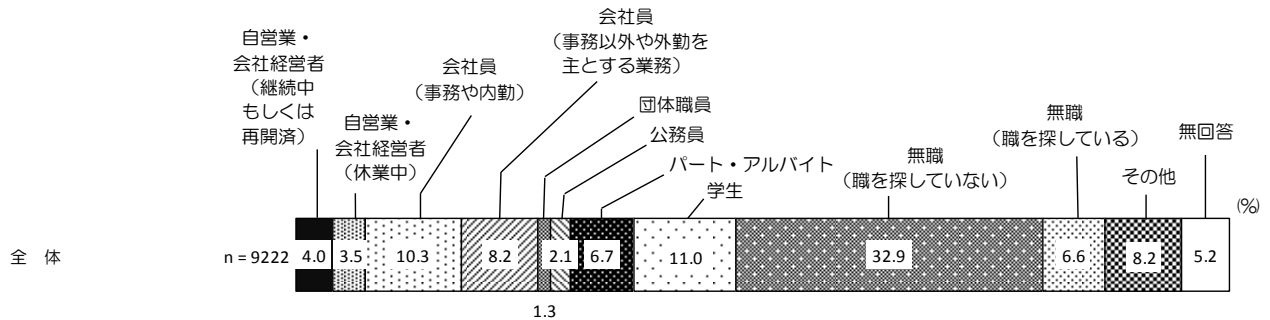 自営業・
会社経営者
（継続中
もしくは
再開済）
自営業・
会社経営者
（休業中）
会社員
（事務や内勤）
会社員
（事務以外や外勤を
主とする業務）
団体職員
公務員
パート・アルバイト
学生
無職
（職を探していない）
無職
（職を探している）
その他
無回答
(%)
全　体
n = 9222
4.0
3.5
10.3
8.2
1.3
2.1
6.7
11.0
32.9
6.6
8.2
5.2